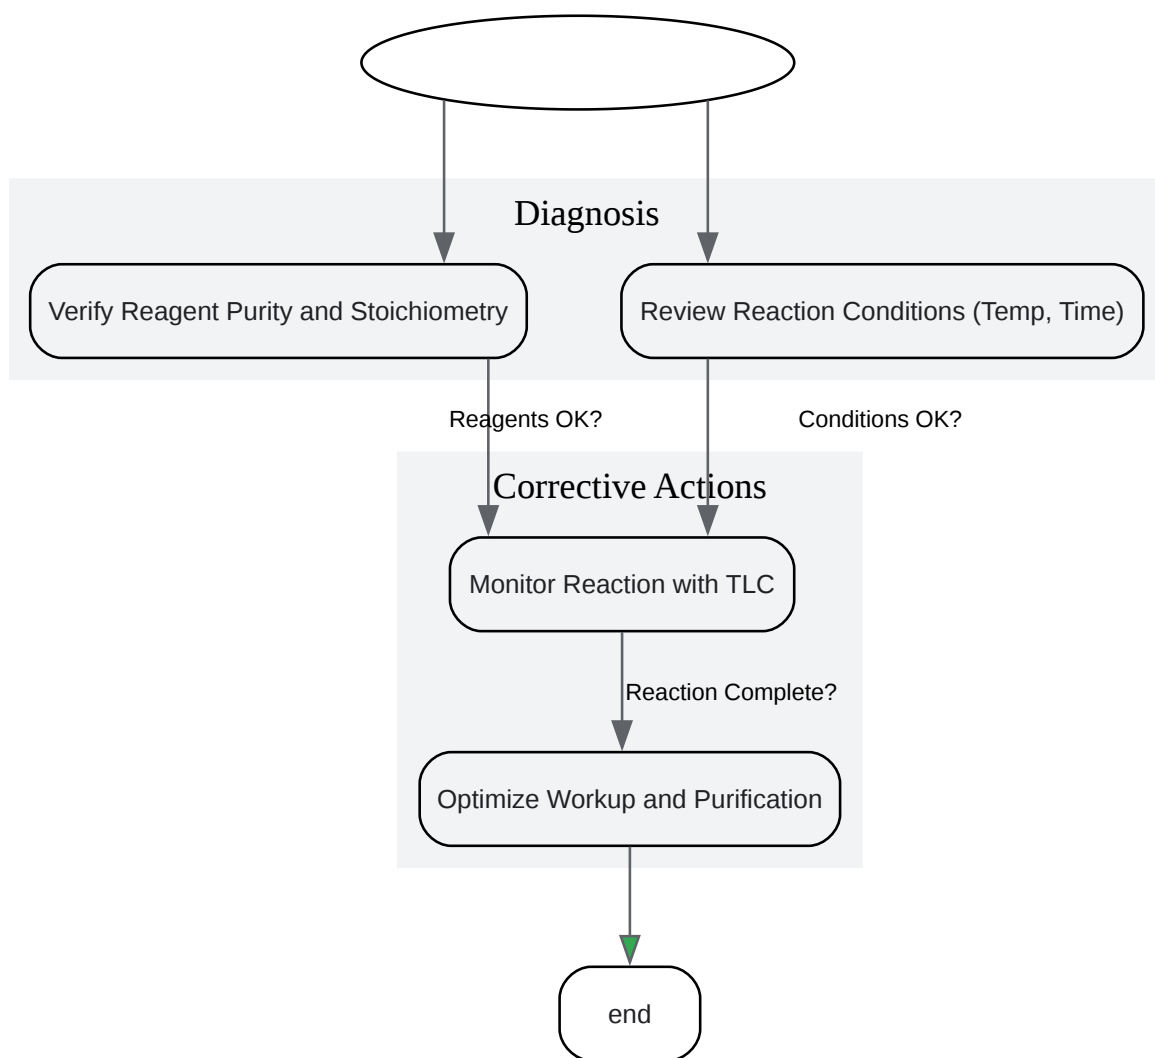 Diagnosis
Verify Reagent Purity and Stoichiometry
Review Reaction Conditions (Temp, Time)
Reagents OK?
Conditions OK?
Corrective Actions
Monitor Reaction with TLC
Reaction Complete?
Optimize Workup and Purification
end